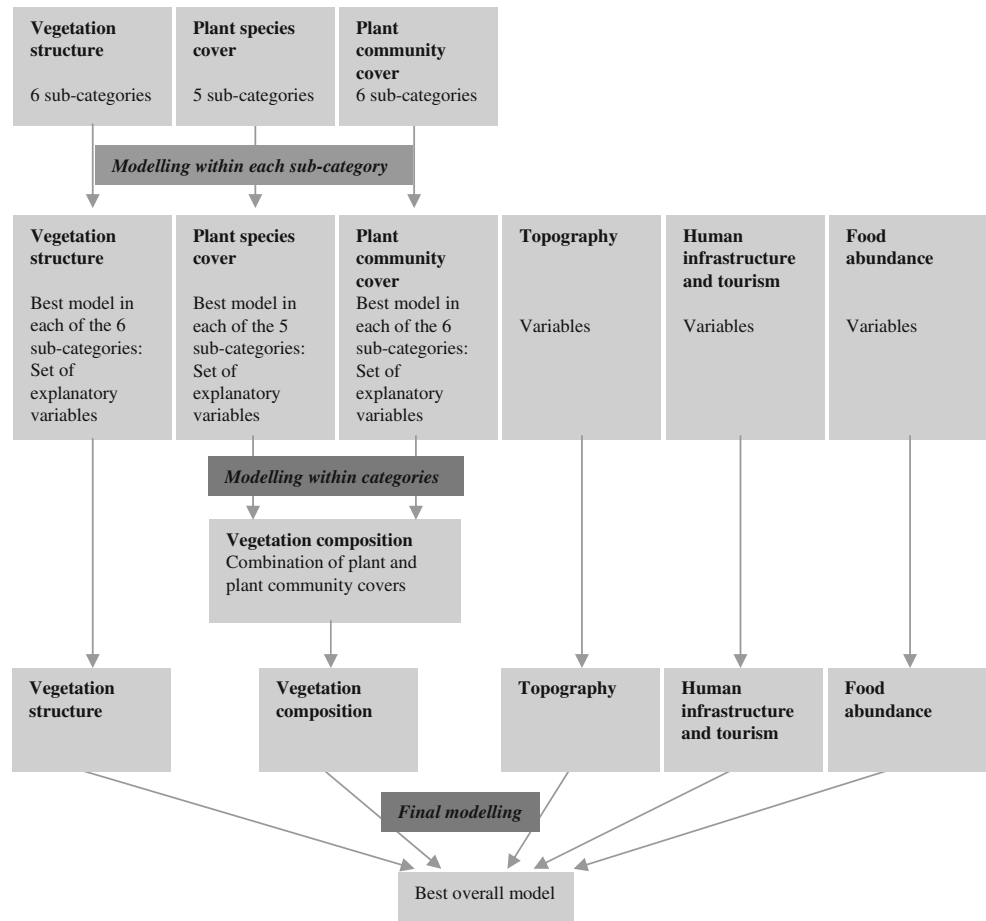 Vegetation
structure
6 sub-categories
Plant species
cover
5 sub-categories
Plant
community
cover
6 sub-categories
Modelling within each sub-category
Vegetation
structure
Best model in
each of the 6
sub-categories:
Set of
explanatory
variables
Plant species
cover
Best model in
each of the 5
sub-categories:
Set of
explanatory
variables
Plant
community
cover
Best model in
each of the 6
sub-categories:
Set of
explanatory
variables
Topography
Variables
Human
infrastructure
and tourism
Variables
Food
abundance
Variables
Modelling within categories
Vegetation composition
Combination of plant and
plant community covers
Vegetation
structure
Vegetation
composition
Topography
Human
infrastructure
and tourism
Food
abundance
Final modelling
Best overall model